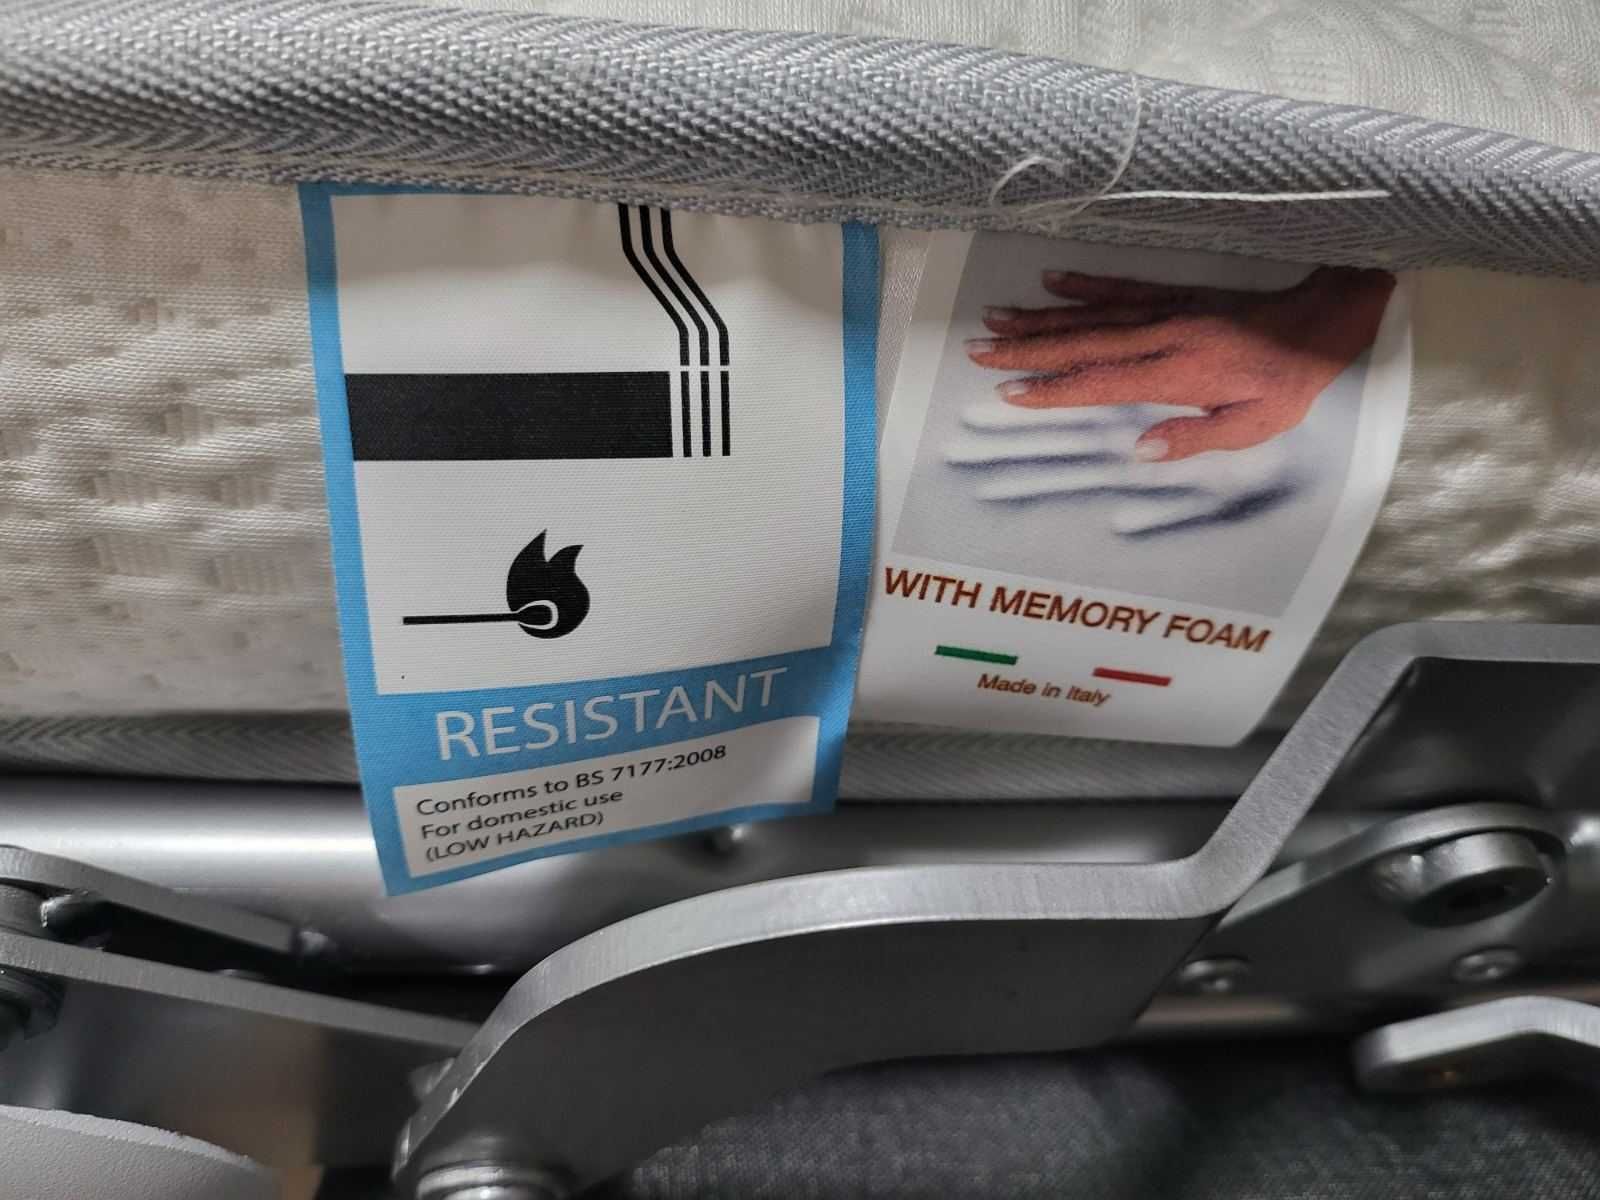 RESISTANT
Conforms to BS 7177:2008
For domestic use
(LOW HAZARD)
WITH MEMORY FOAM
Made in Italy